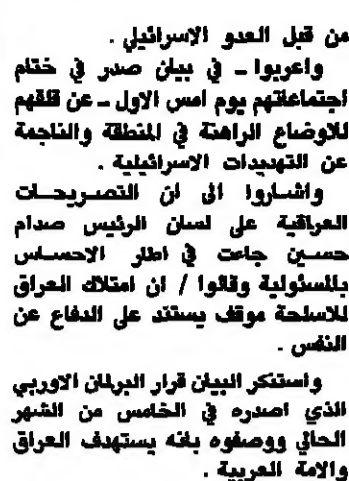 من قبل العدو الاسرائيلي .
واعربوا ـ في بيان صدر في ختام
اجتماعاتهم يوم امس الاول ـ عن قلقهم
للاوضاع الراهنة في المنطقة والناجمة
عن التهديدات الاسرائيلية .
واشاروا الى ان التصريحات
العراقية على لسان الرئيس صدام
حسين جاءت في اطار الاحساس
بالمسئولية وقالوا / ان امتلاك العراق
للاسلحة موقف يستند على الدفاع عن
النفس .
واستنكر البيان قرار البرلمان الاوربي
الذي اصدره في الخامس من الشهر
الحالي ووصفوه بانه يستهدف العراق
والامة العربية .